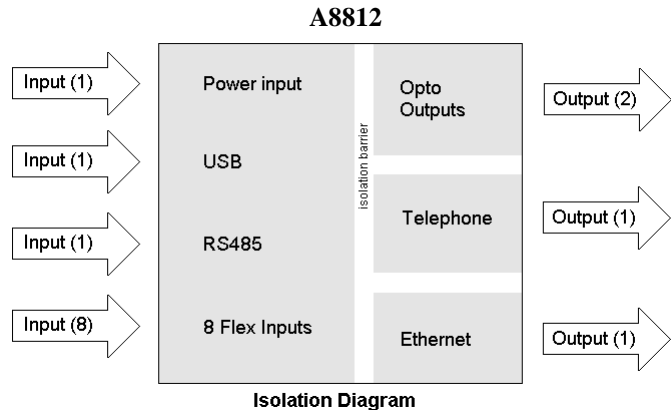 A8812
Input (1)
Power input
Input (1)
USB
Input (1)
RS485
Input (8)
8 Flex Inputs
isolation barrier
Opto
Outputs
Output (2)
Telephone
Output (1)
Ethernet
Output (1)
Isolation Diagram